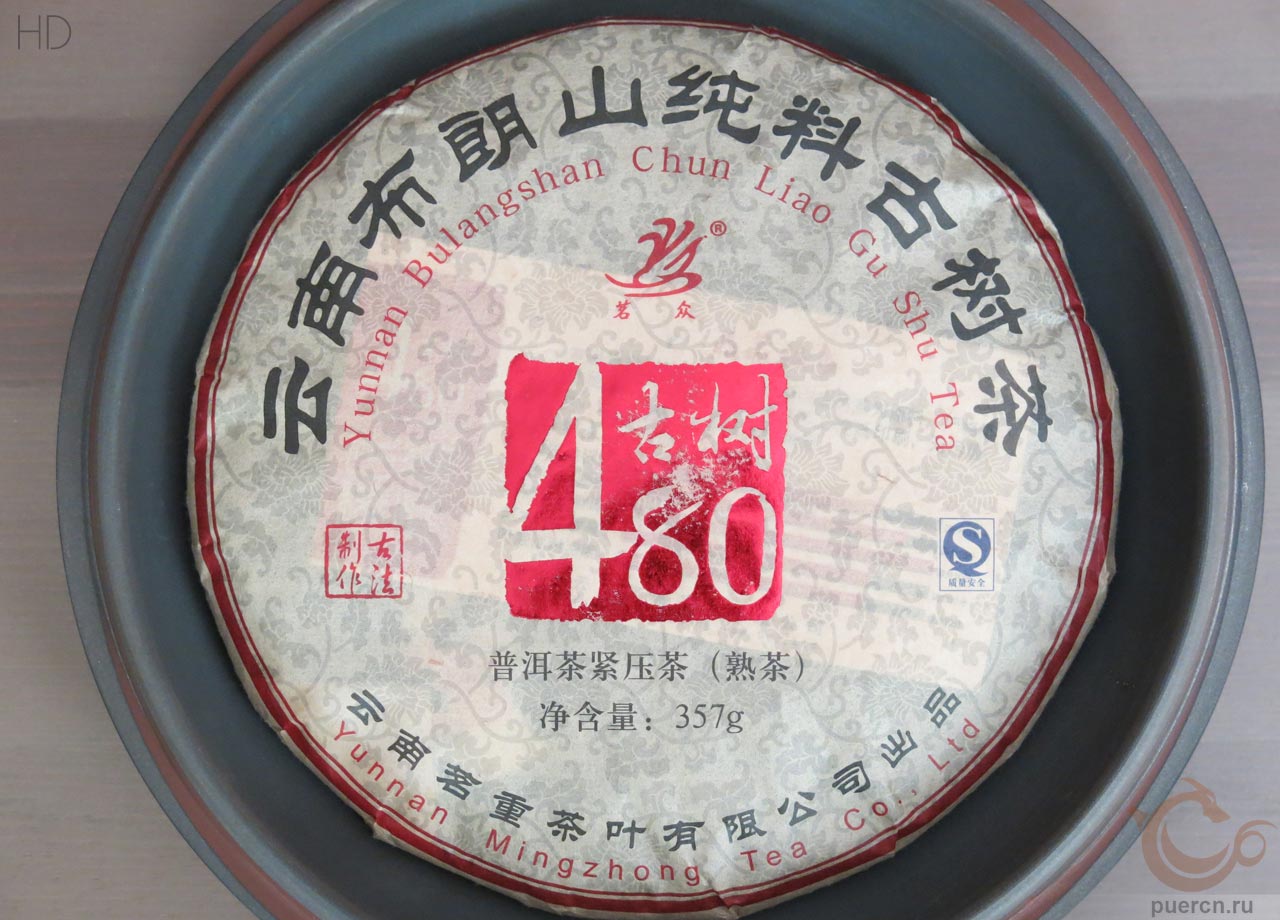 HD
云南布朗山纯料古树茶
Yunnan Bulangshan Chun Liao Gu Shu Tea
®
茗众
古树
480
古法
制作
S
质量安全
普洱茶紧压茶（熟茶）
净含量：357g
云南茗重茶叶有限公司出品
Yunnan Mingzhong Tea Co., Ltd
puercn.ru